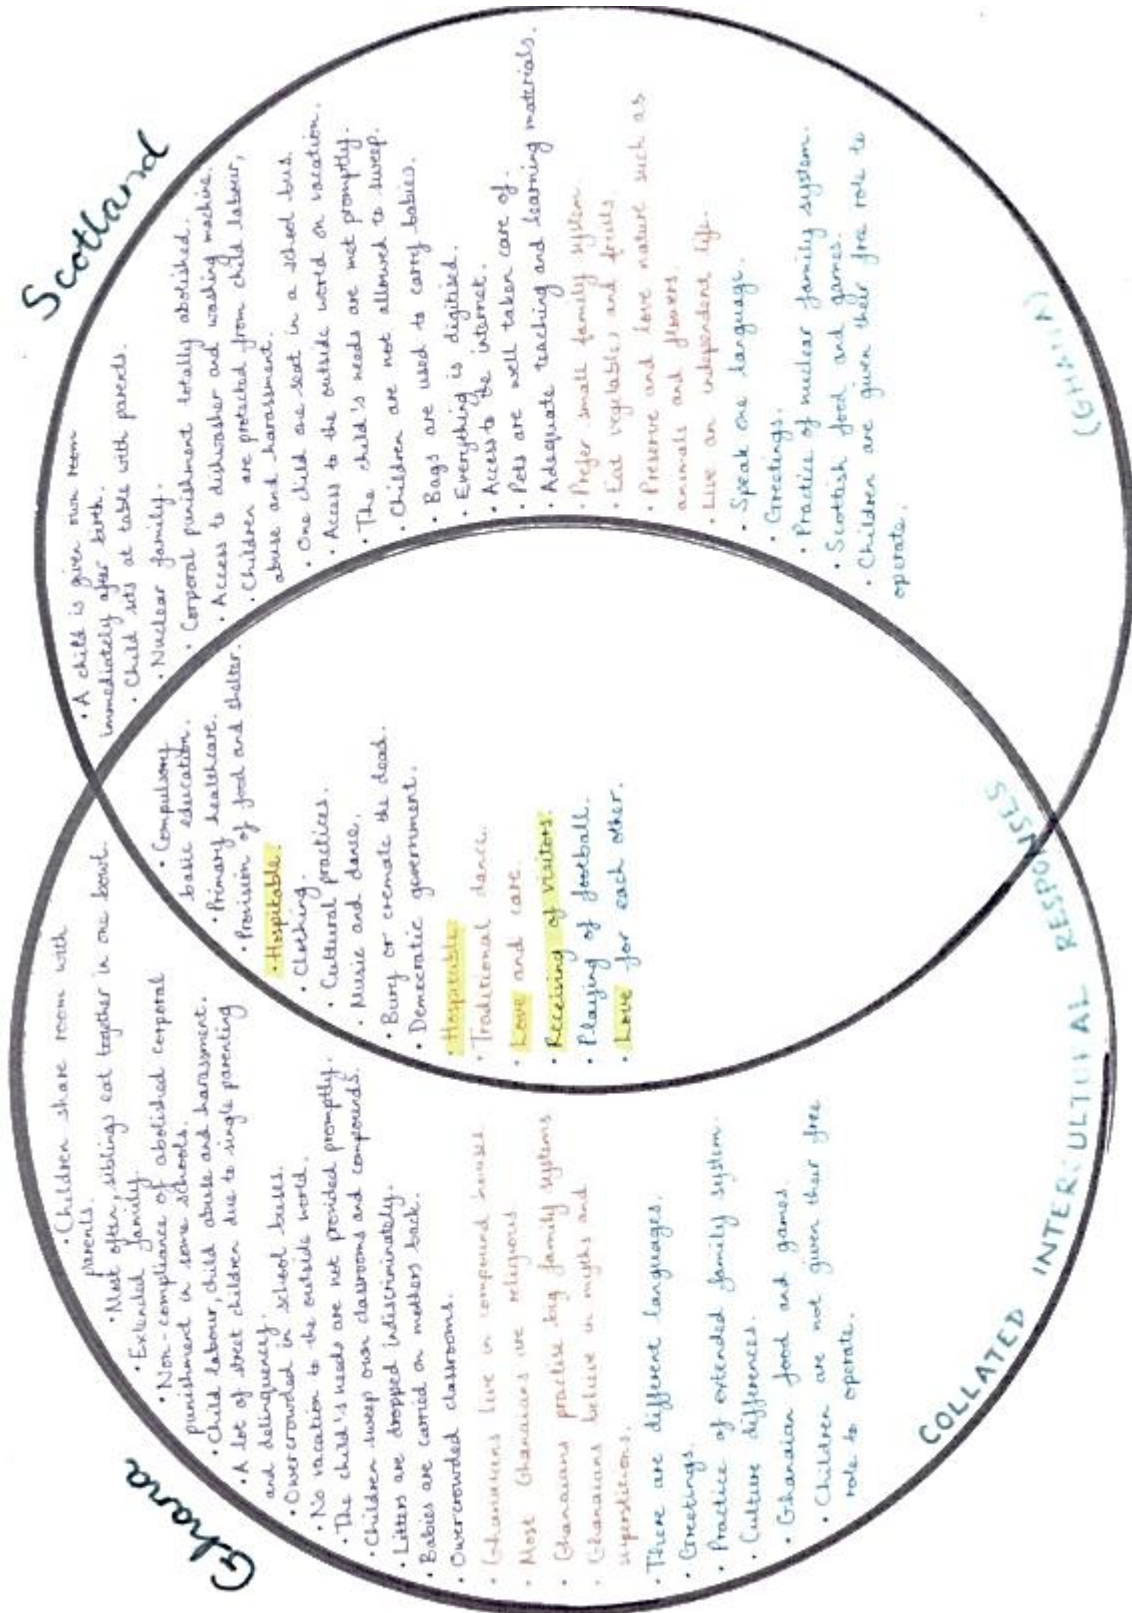 Ghana
Scotland
• Children share room with
parents.
• Most often, siblings eat together in one bowl.
• Extended family.
• Non-compliance of abolished corporal
punishment in some schools.
• Child labour, child abuse and harassment.
• A lot of street children due to single parenting
and delinquency.
• Overcrowded in school buses.
• No vacation to the outside world.
• The child's needs are not provided promptly.
• Children sweep own classrooms and compounds.
• Litters are dropped indiscriminately.
• Babies are carried on mothers back.
• Overcrowded classrooms.
• Ghanaians live in compound houses
• Most Ghanaians are religious
• Ghanaians practise big family systems
• Ghanaians believe in myths and
superstitions.
• There are different languages.
• Greetings.
• Practice of extended family system.
• Culture differences.
• Ghanaian food and games.
• Children are not given their free
role to operate.
• Compulsory
basic education.
• Primary healthcare.
• Provision of food and shelter.
• Hospitable.
• Clothing.
• Cultural practices.
• Music and dance.
• Bury or cremate the dead.
• Democratic government.
• Hospitable
• Traditional dance.
• Love and care.
• Receiving of visitors.
• Playing of football.
• Love for each other.
• A child is given own room
immediately after birth.
• Child sits at table with parents.
• Nuclear family.
• Corporal punishment totally abolished.
• Access to dishwasher and washing machine.
• Children are protected from child labour,
abuse and harassment.
• One child one seat in a school bus.
• Access to the outside world on vacation.
• The child's needs are met promptly.
• Children are not allowed to sweep.
• Bags are used to carry babies.
• Everything is digitised.
• Access to the internet.
• Pets are well taken care of.
• Adequate teaching and learning materials.
• Prefer small family system
• Eat vegetables and fruits
• Preserve and love nature such as
animals and flowers
• Live an independent life.
• Speak one language.
• Greetings.
• Practice of nuclear family system.
• Scottish food and games.
• Children are given their free role to
operate.
COLLATED INTERCULTURAL RESPONSES
(GHANA)